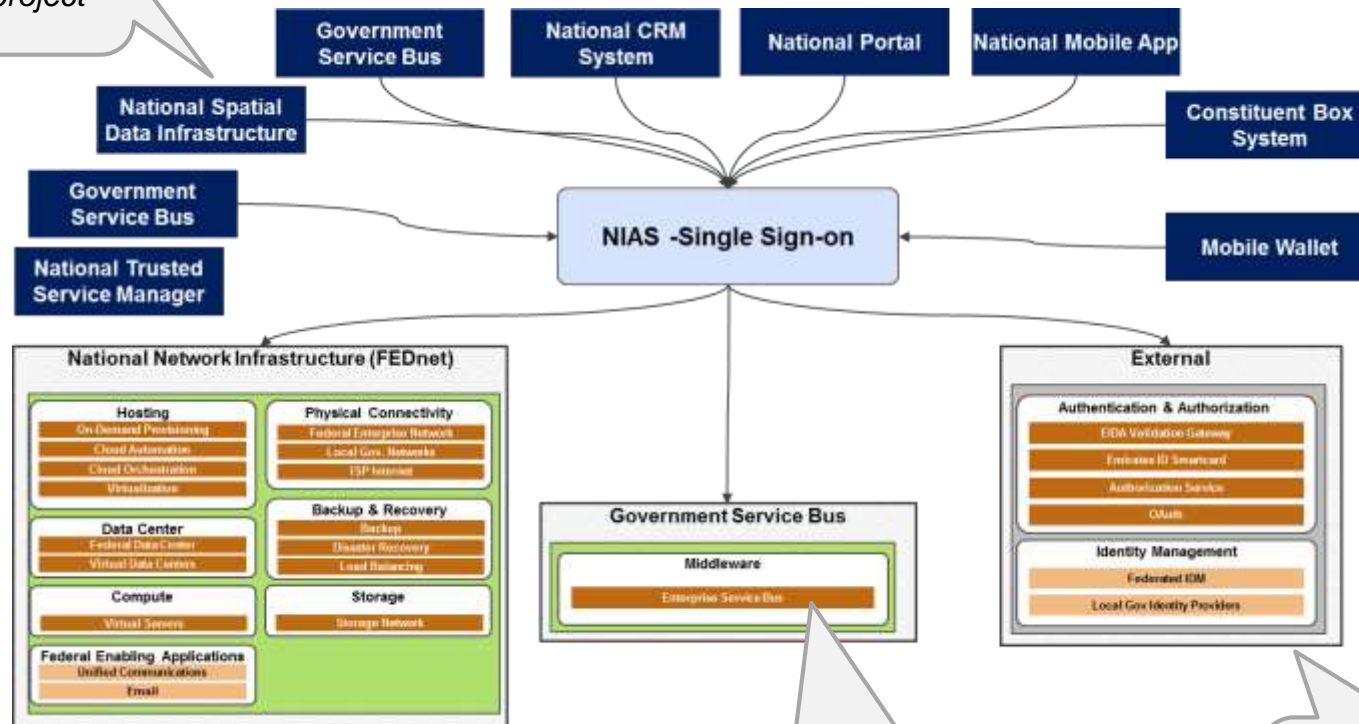 project
Government
Service Bus
National CRM
System
National Portal
National Mobile App
National Spatial
Data Infrastructure
Constituent Box
System
Government
Service Bus
NIAS -Single Sign-on
Mobile Wallet
National Trusted
Service Manager
National Network Infrastructure (FEDnet)
Hosting
On-Demand Provisioning
Cloud Automation
Cloud Orchestration
Virtualization
Physical Connectivity
Federal Enterprise Network
Local Gov. Networks
ISP Internet
Data Center
Federal Data Center
Virtual Data Centers
Backup & Recovery
Backup
Disaster Recovery
Load Balancing
Compute
Virtual Servers
Storage
Storage Network
Federal Enabling Applications
Unified Communications
Email
Government Service Bus
Middleware
Enterprise Service Bus
External
Authentication & Authorization
EIDA Validation Gateway
Emirates ID Smartcard
Authorization Service
OAuth
Identity Management
Federated IDM
Local Gov Identity Providers